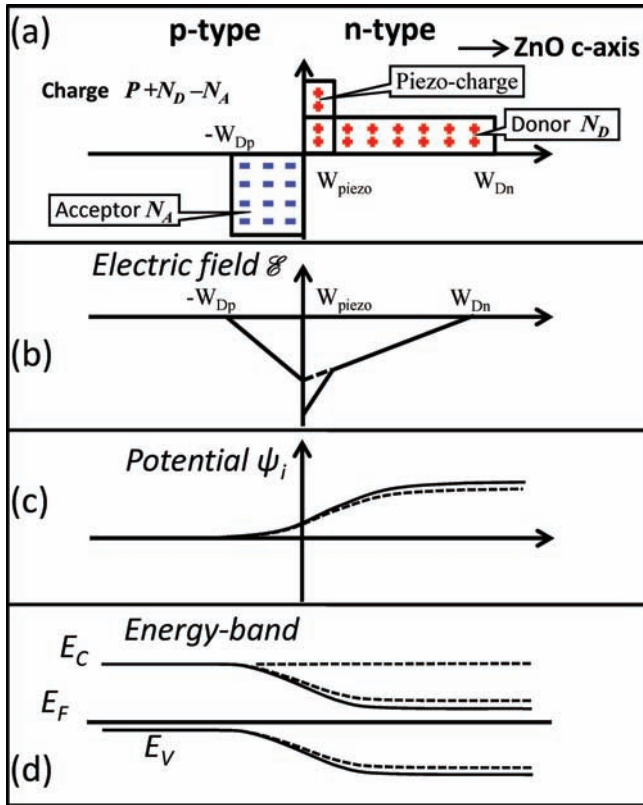 (a)
p-type n-type
ZnO c-axis
Charge P+N_D –N_A
Piezo-charge
-W_Dp
Donor N_D
W_piezo
W_Dn
Acceptor N_A
Electric field ℰ
-W_Dp W_piezo W_Dn
(b)
Potential ψ_i
(c)
Energy-band
E_C
E_F
E_V
(d)